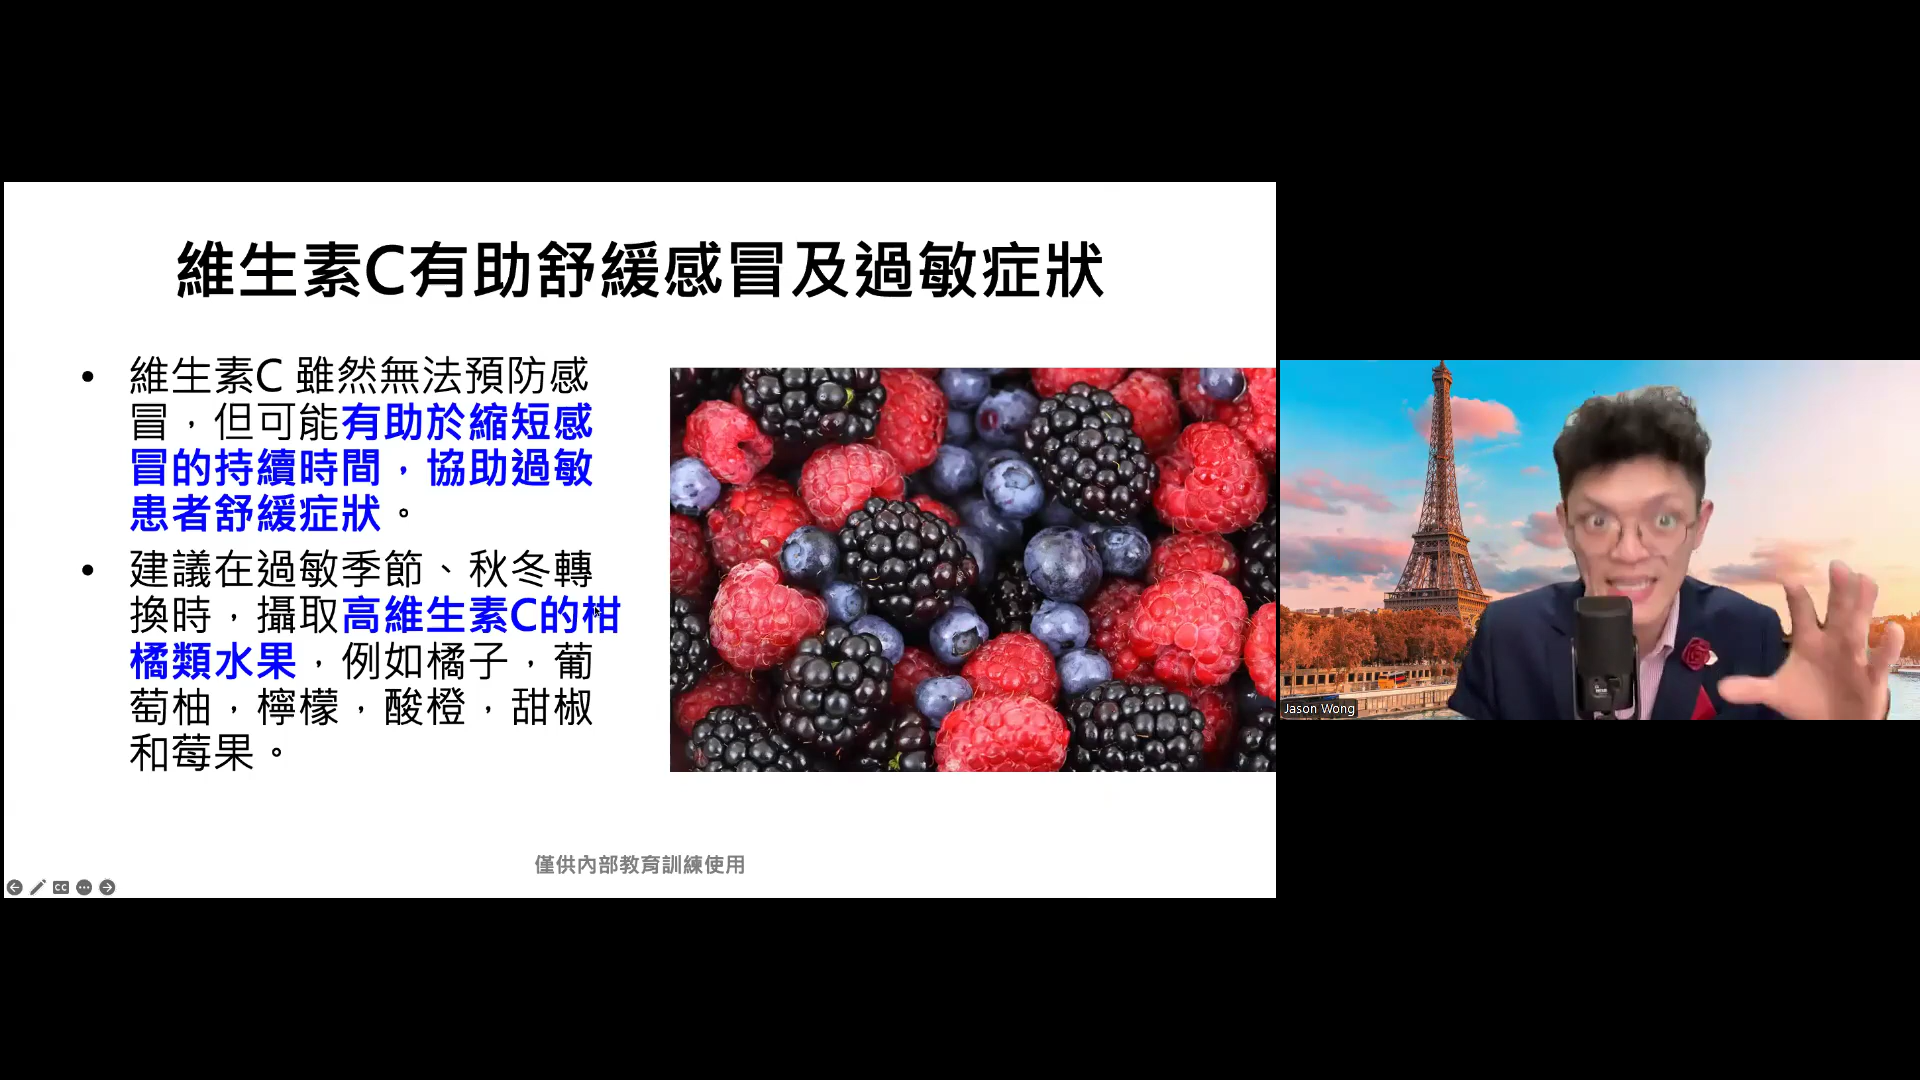 維生素C有助舒緩感冒及過敏症狀
• 維生素C 雖然無法預防感
冒，但可能有助於縮短感
冒的持續時間，協助過敏
患者舒緩症狀。
• 建議在過敏季節、秋冬轉
換時，攝取高維生素C的柑
橘類水果，例如橘子，葡
萄柚，檸檬，酸橙，甜椒
和莓果。
僅供內部教育訓練使用
CC
Jason Wong